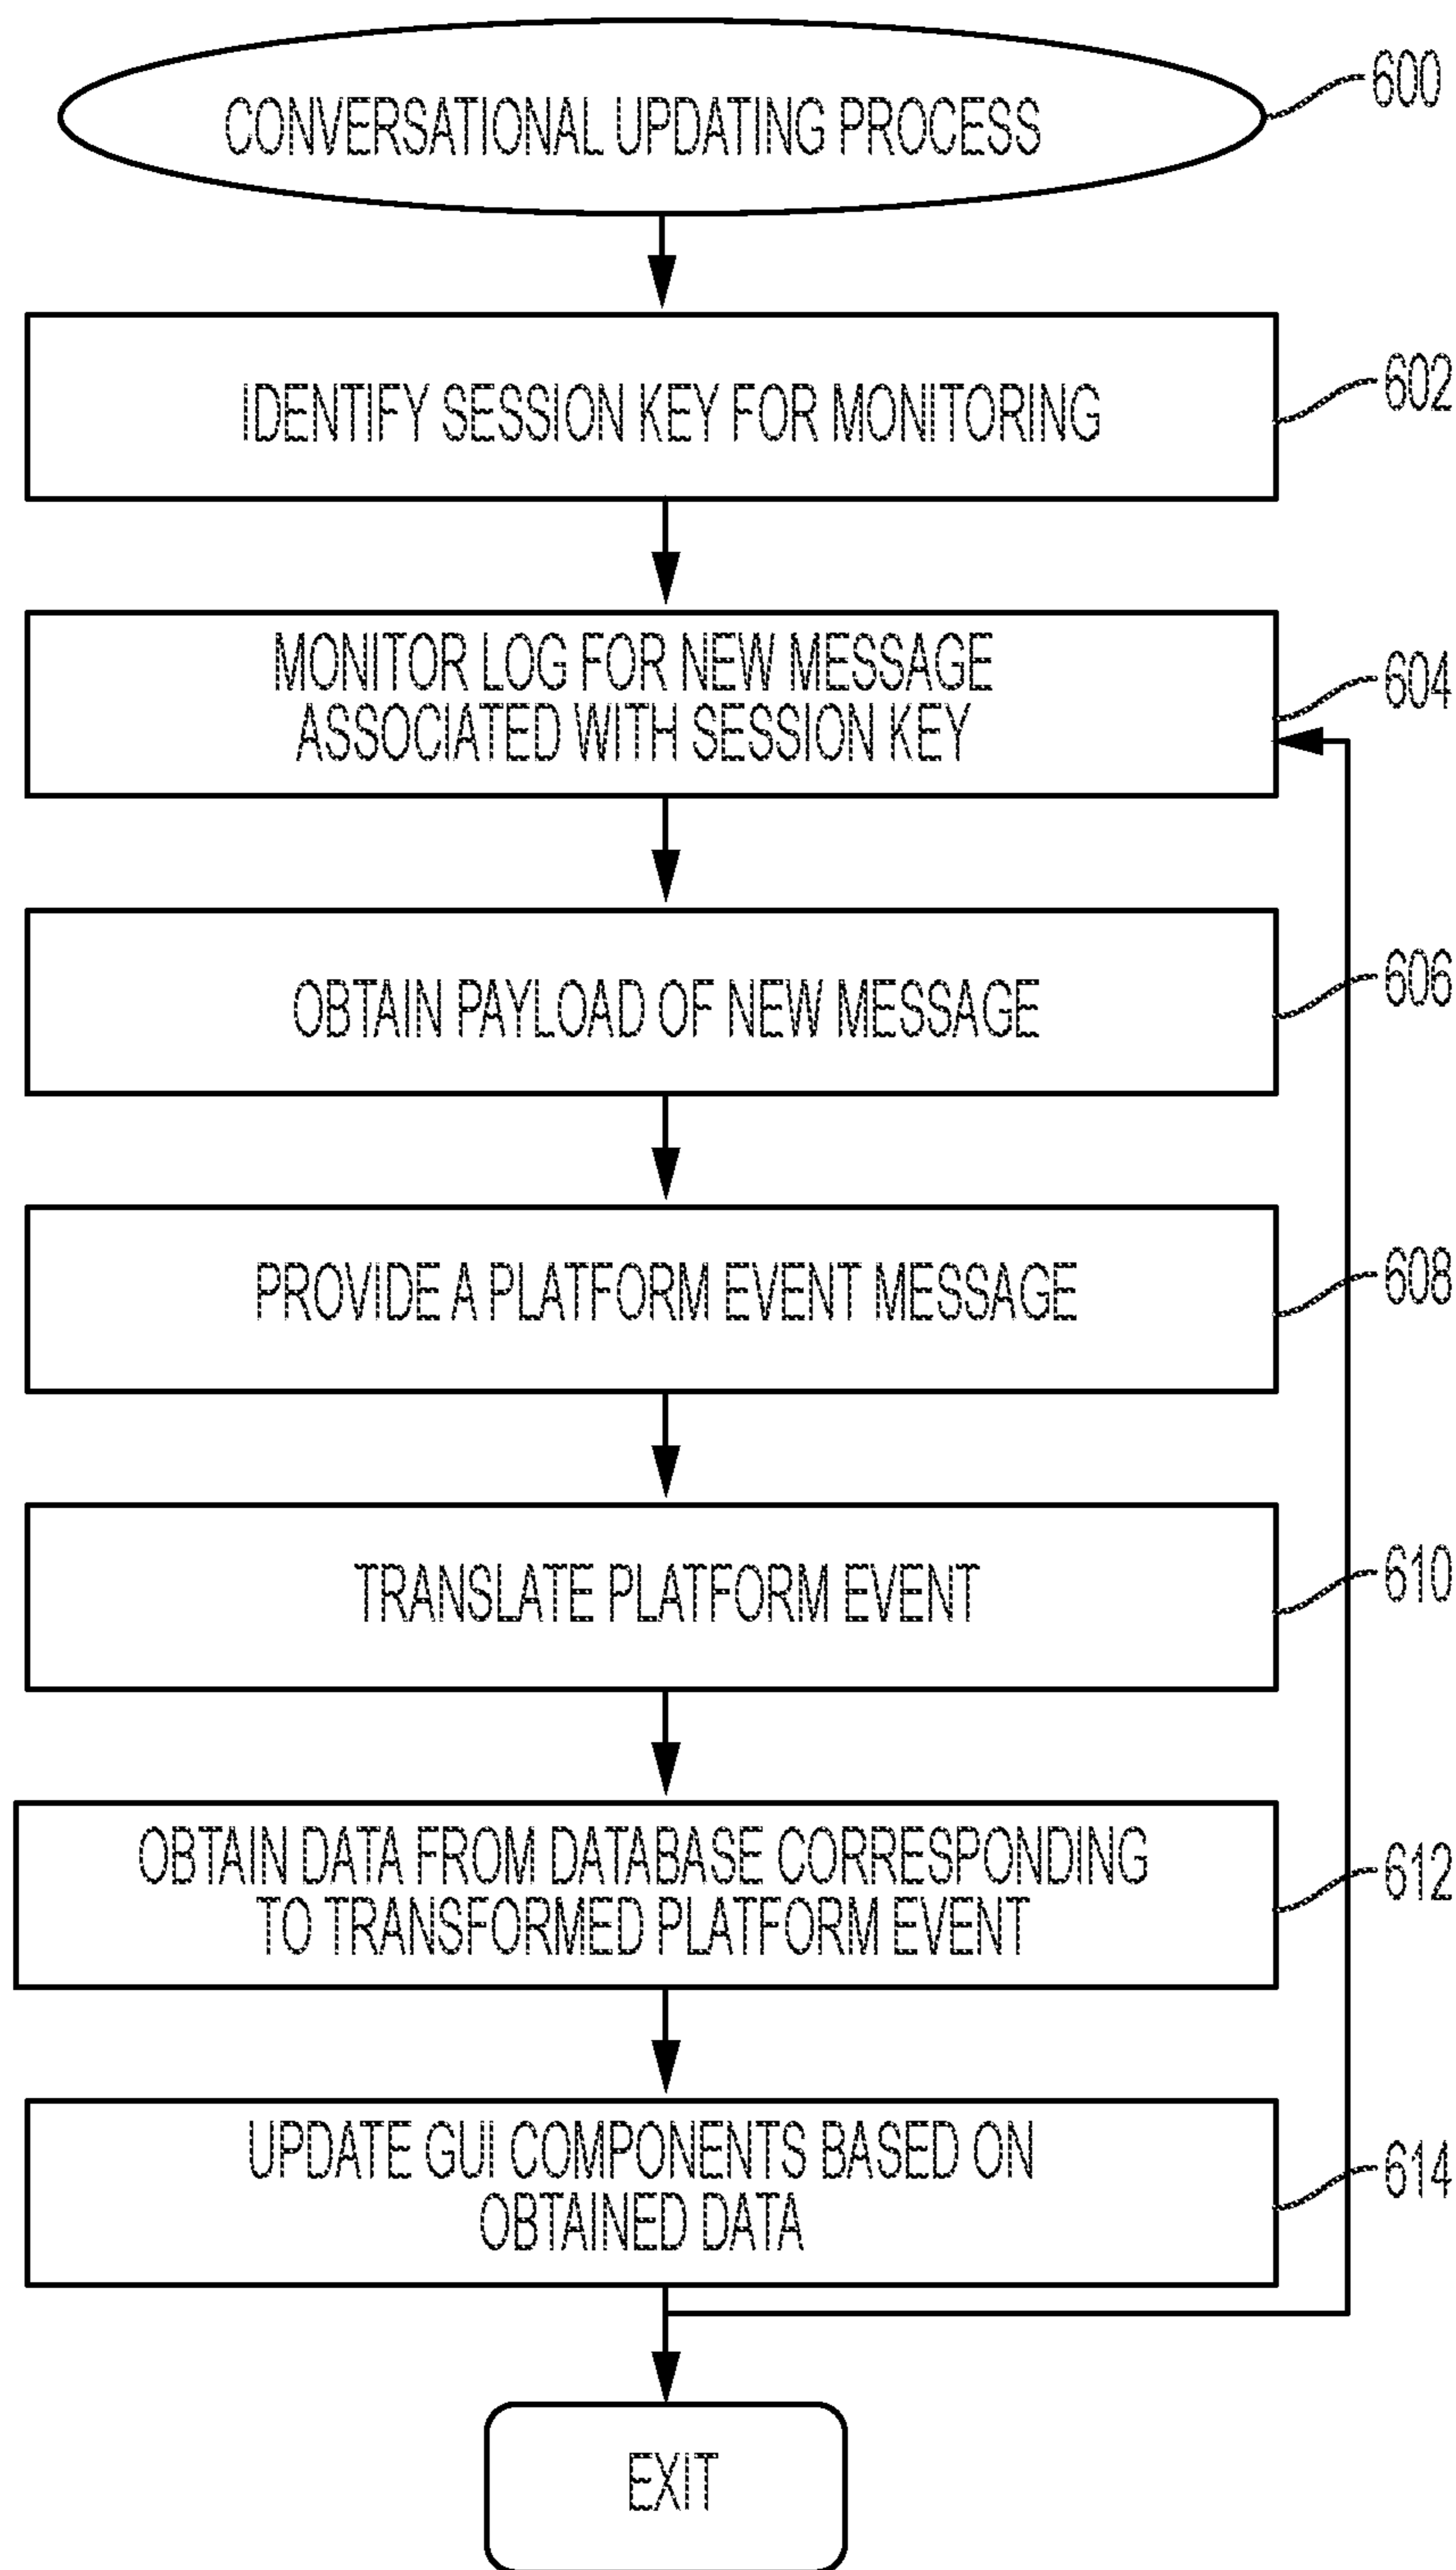 CONVERSATIONAL UPDATING PROCESS
600
IDENTIFY SESSION KEY FOR MONITORING
602
MONITOR LOG FOR NEW MESSAGE
ASSOCIATED WITH SESSION KEY
604
OBTAIN PAYLOAD OF NEW MESSAGE
606
PROVIDE A PLATFORM EVENT MESSAGE
608
TRANSLATE PLATFORM EVENT
610
OBTAIN DATA FROM DATABASE CORRESPONDING
TO TRANSFORMED PLATFORM EVENT
612
UPDATE GUI COMPONENTS BASED ON
OBTAINED DATA
614
EXIT